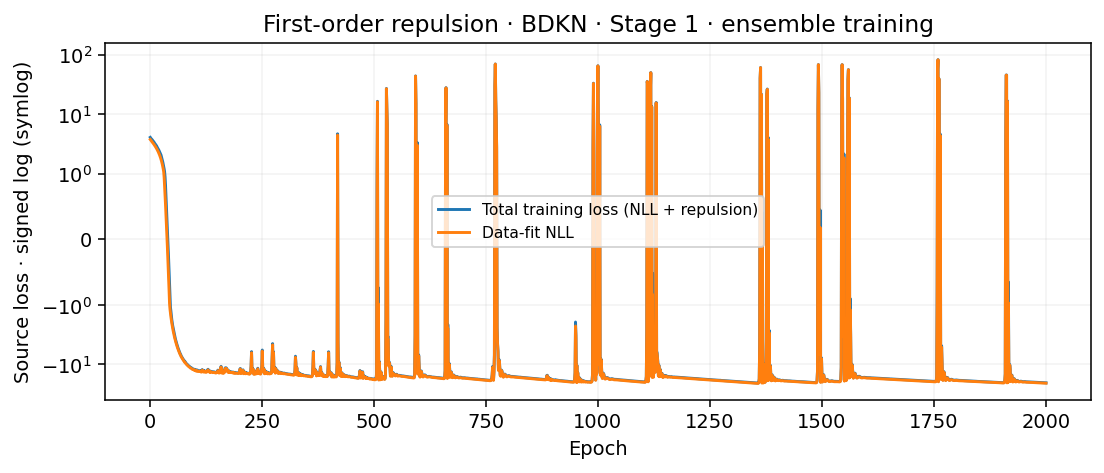 First-order repulsion · BDKN · Stage 1 · ensemble training
Source loss · signed log (symlog)
10²
10¹
10⁰
0
−10⁰
−10¹
Total training loss (NLL + repulsion)
Data-fit NLL
0 250 500 750 1000 1250 1500 1750 2000
Epoch